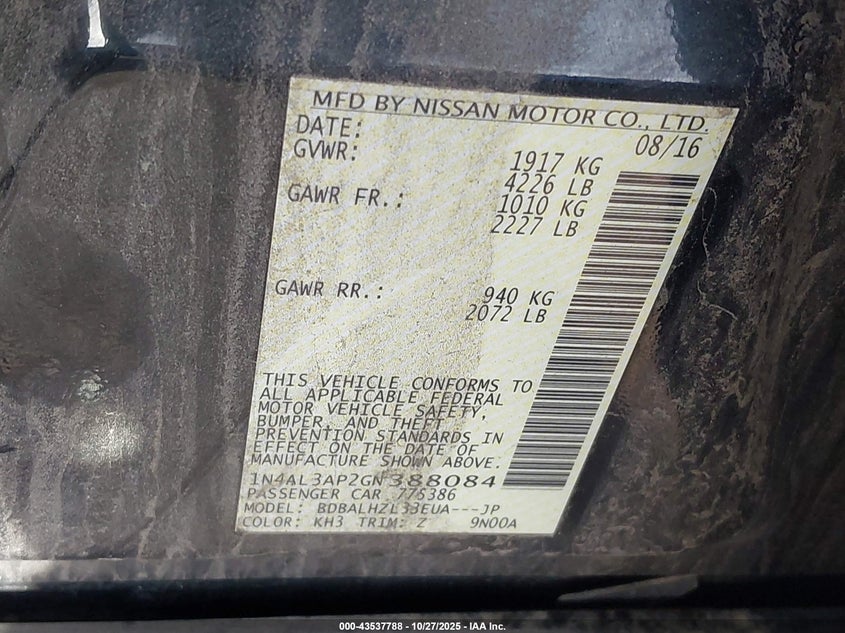 MFD BY NISSAN MOTOR CO., LTD.
DATE: 08/16
GVWR: 1917 KG
4226 LB
GAWR FR.: 1010 KG
2227 LB
GAWR RR.: 940 KG
2072 LB
THIS VEHICLE CONFORMS TO
ALL APPLICABLE FEDERAL
MOTOR VEHICLE SAFETY,
BUMPER, AND THEFT
PREVENTION STANDARDS IN
EFFECT ON THE DATE OF
MANUFACTURE SHOWN ABOVE.
1N4AL3AP2GN388084
PASSENGER CAR 776386
MODEL: BDBALHZL33EUA---JP
COLOR: KH3 TRIM: Z 9N00A
000-43537788 - 10/27/2025 - IAA Inc.